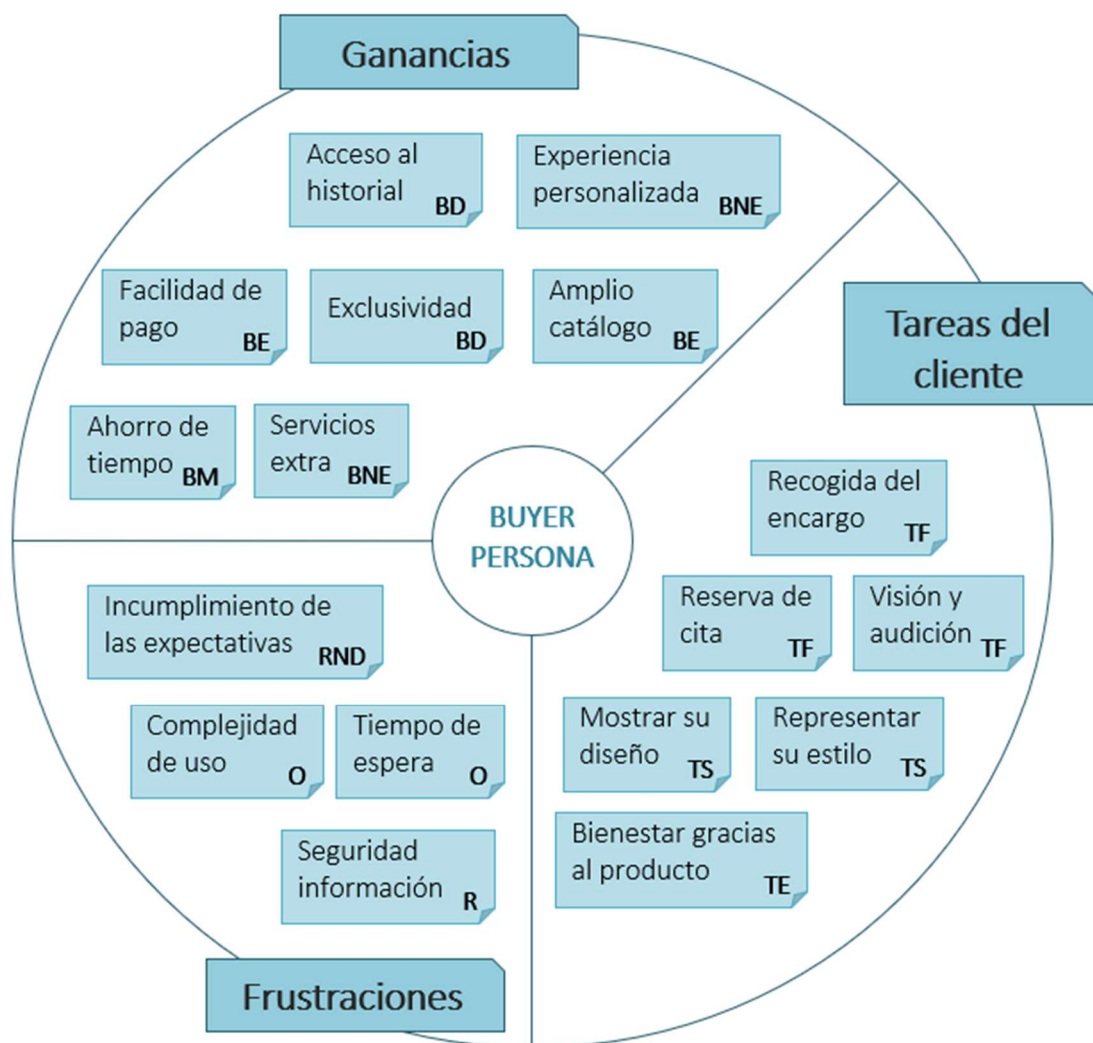 Ganancias
Acceso al
historial
BD
Experiencia
personalizada
BNE
Facilidad de
pago
BE
Exclusividad
BD
Amplio
catálogo
BE
Ahorro de
tiempo
BM
Servicios
extra
BNE
Tareas del
cliente
Recogida del
encargo
TF
Reserva de
cita
TF
Visión y
audición
TF
Mostrar su
diseño
TS
Representar
su estilo
TS
Bienestar gracias
al producto
TE
BUYER
PERSONA
Incumplimiento de
las expectativas
RND
Complejidad
de uso
O
Tiempo de
espera
O
Seguridad
información
R
Frustraciones